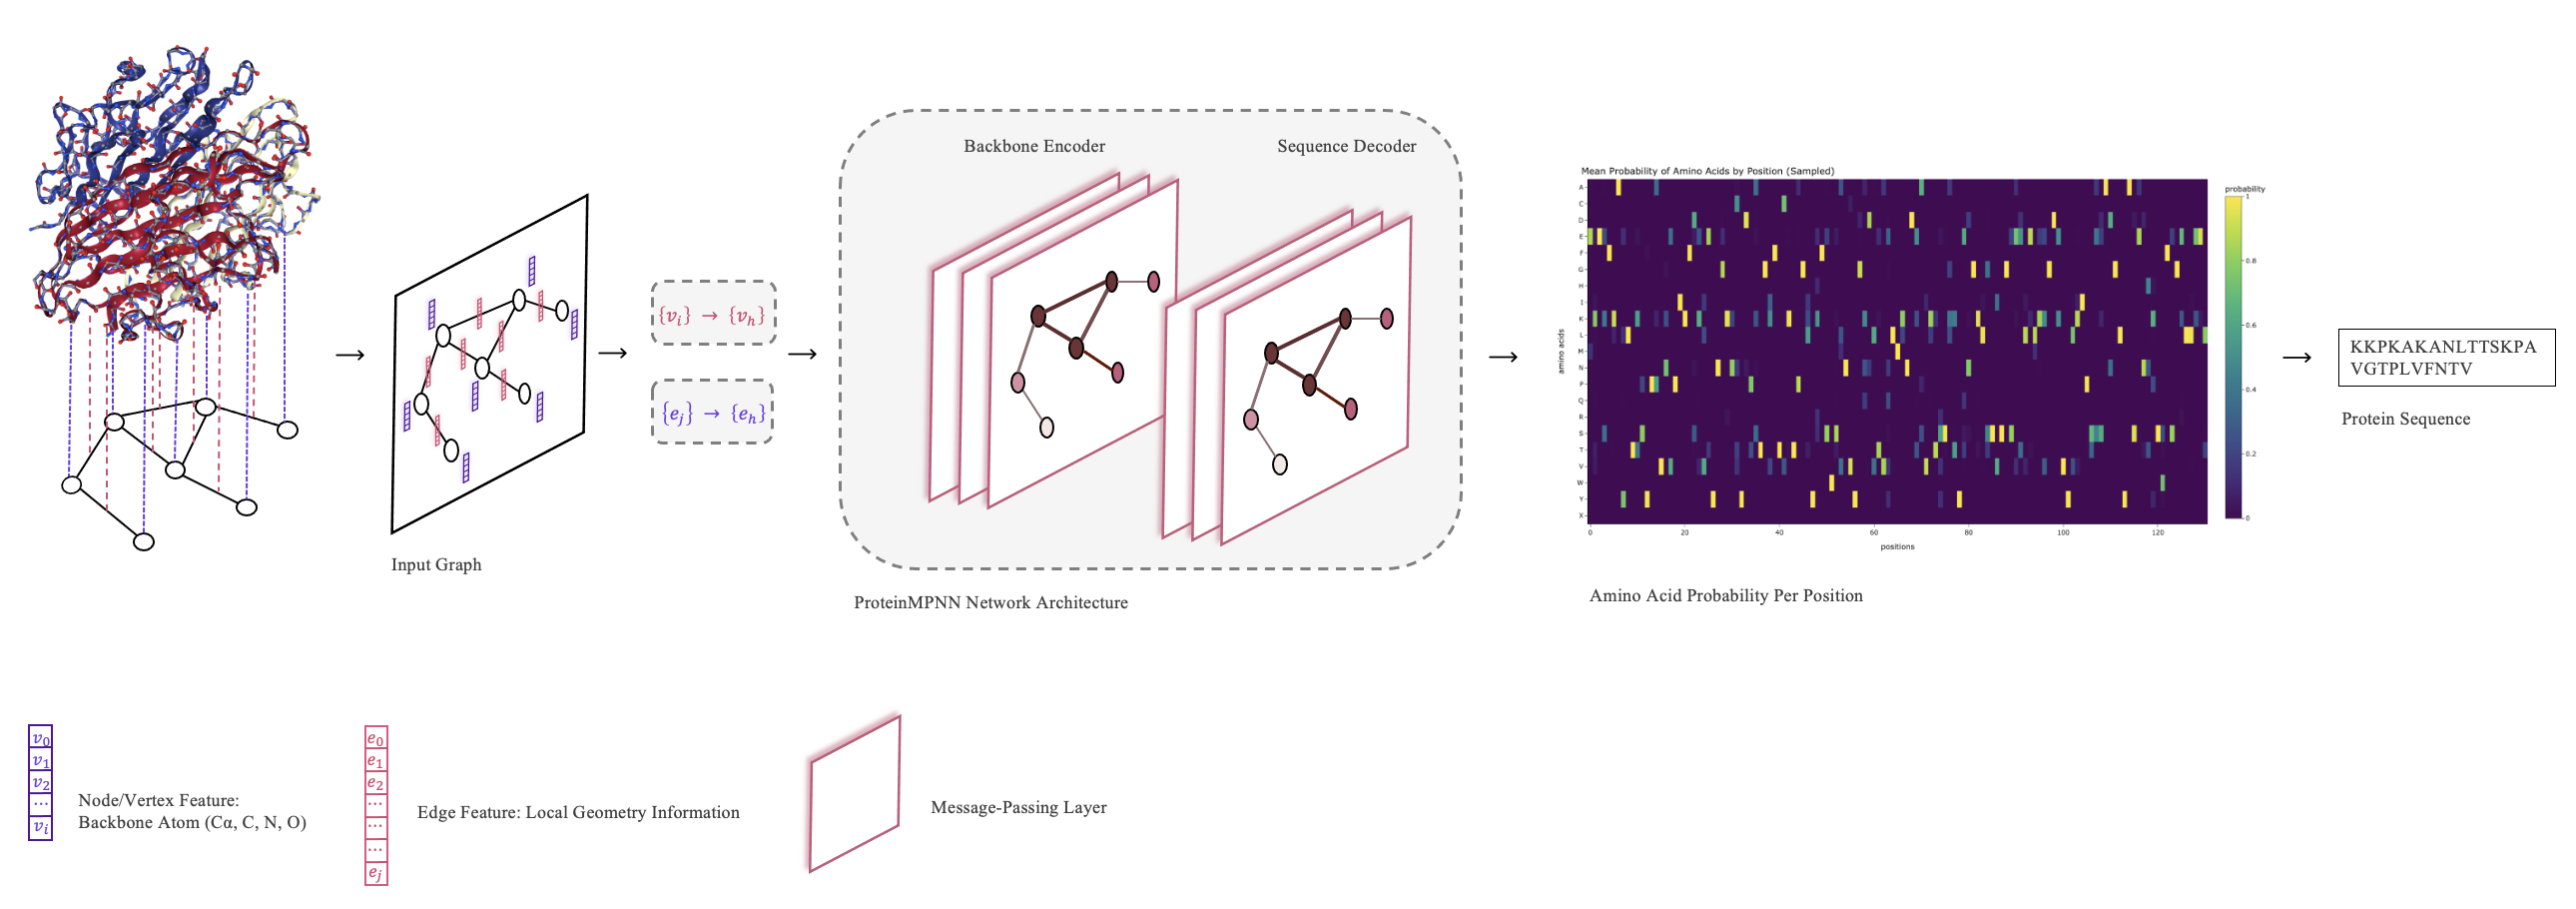 Backbone Encoder
Sequence Decoder
{v_i} → {v_h}
{e_j} → {e_h}
Input Graph
ProteinMPNN Network Architecture
Mean Probability of Amino Acids by Position (Sampled)
amino acids
A
C
D
E
F
G
H
I
K
L
M
N
P
Q
R
S
T
V
W
Y
X
0 20 40 60 80 100 120
positions
probability
1
0.8
0.6
0.4
0.2
0
Amino Acid Probability Per Position
KKPKAKANLTTSKPA
VGTPLVFNTV
Protein Sequence
v_0
v_1
v_2
...
v_i
Node/Vertex Feature:
Backbone Atom (Cα, C, N, O)
e_0
e_1
e_2
...
...
...
e_j
Edge Feature: Local Geometry Information
Message-Passing Layer